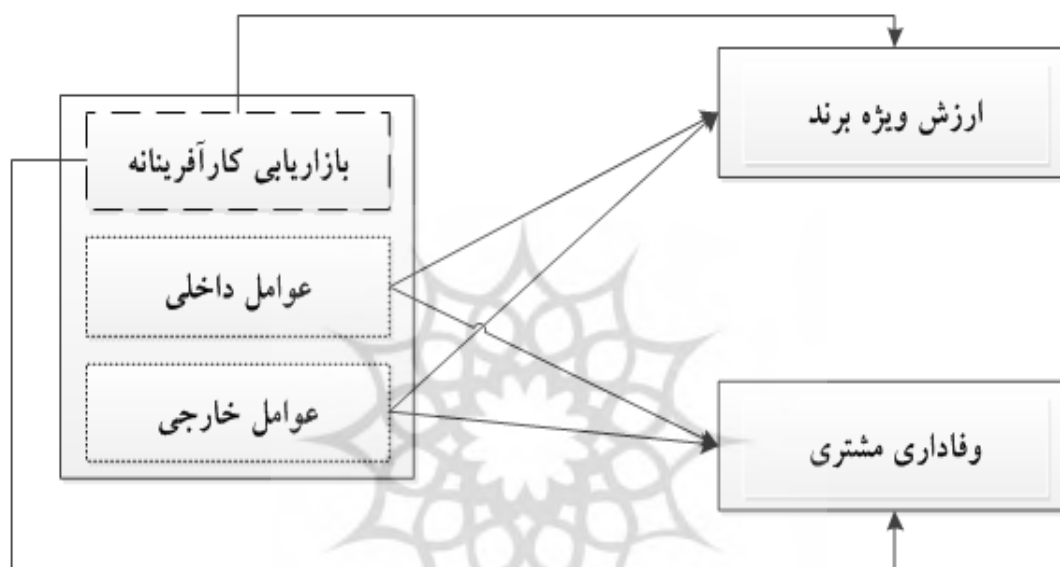 ارزش ویژه برند
بازاریابی کارآفرینانه
عوامل داخلی
عوامل خارجی
وفاداری مشتری